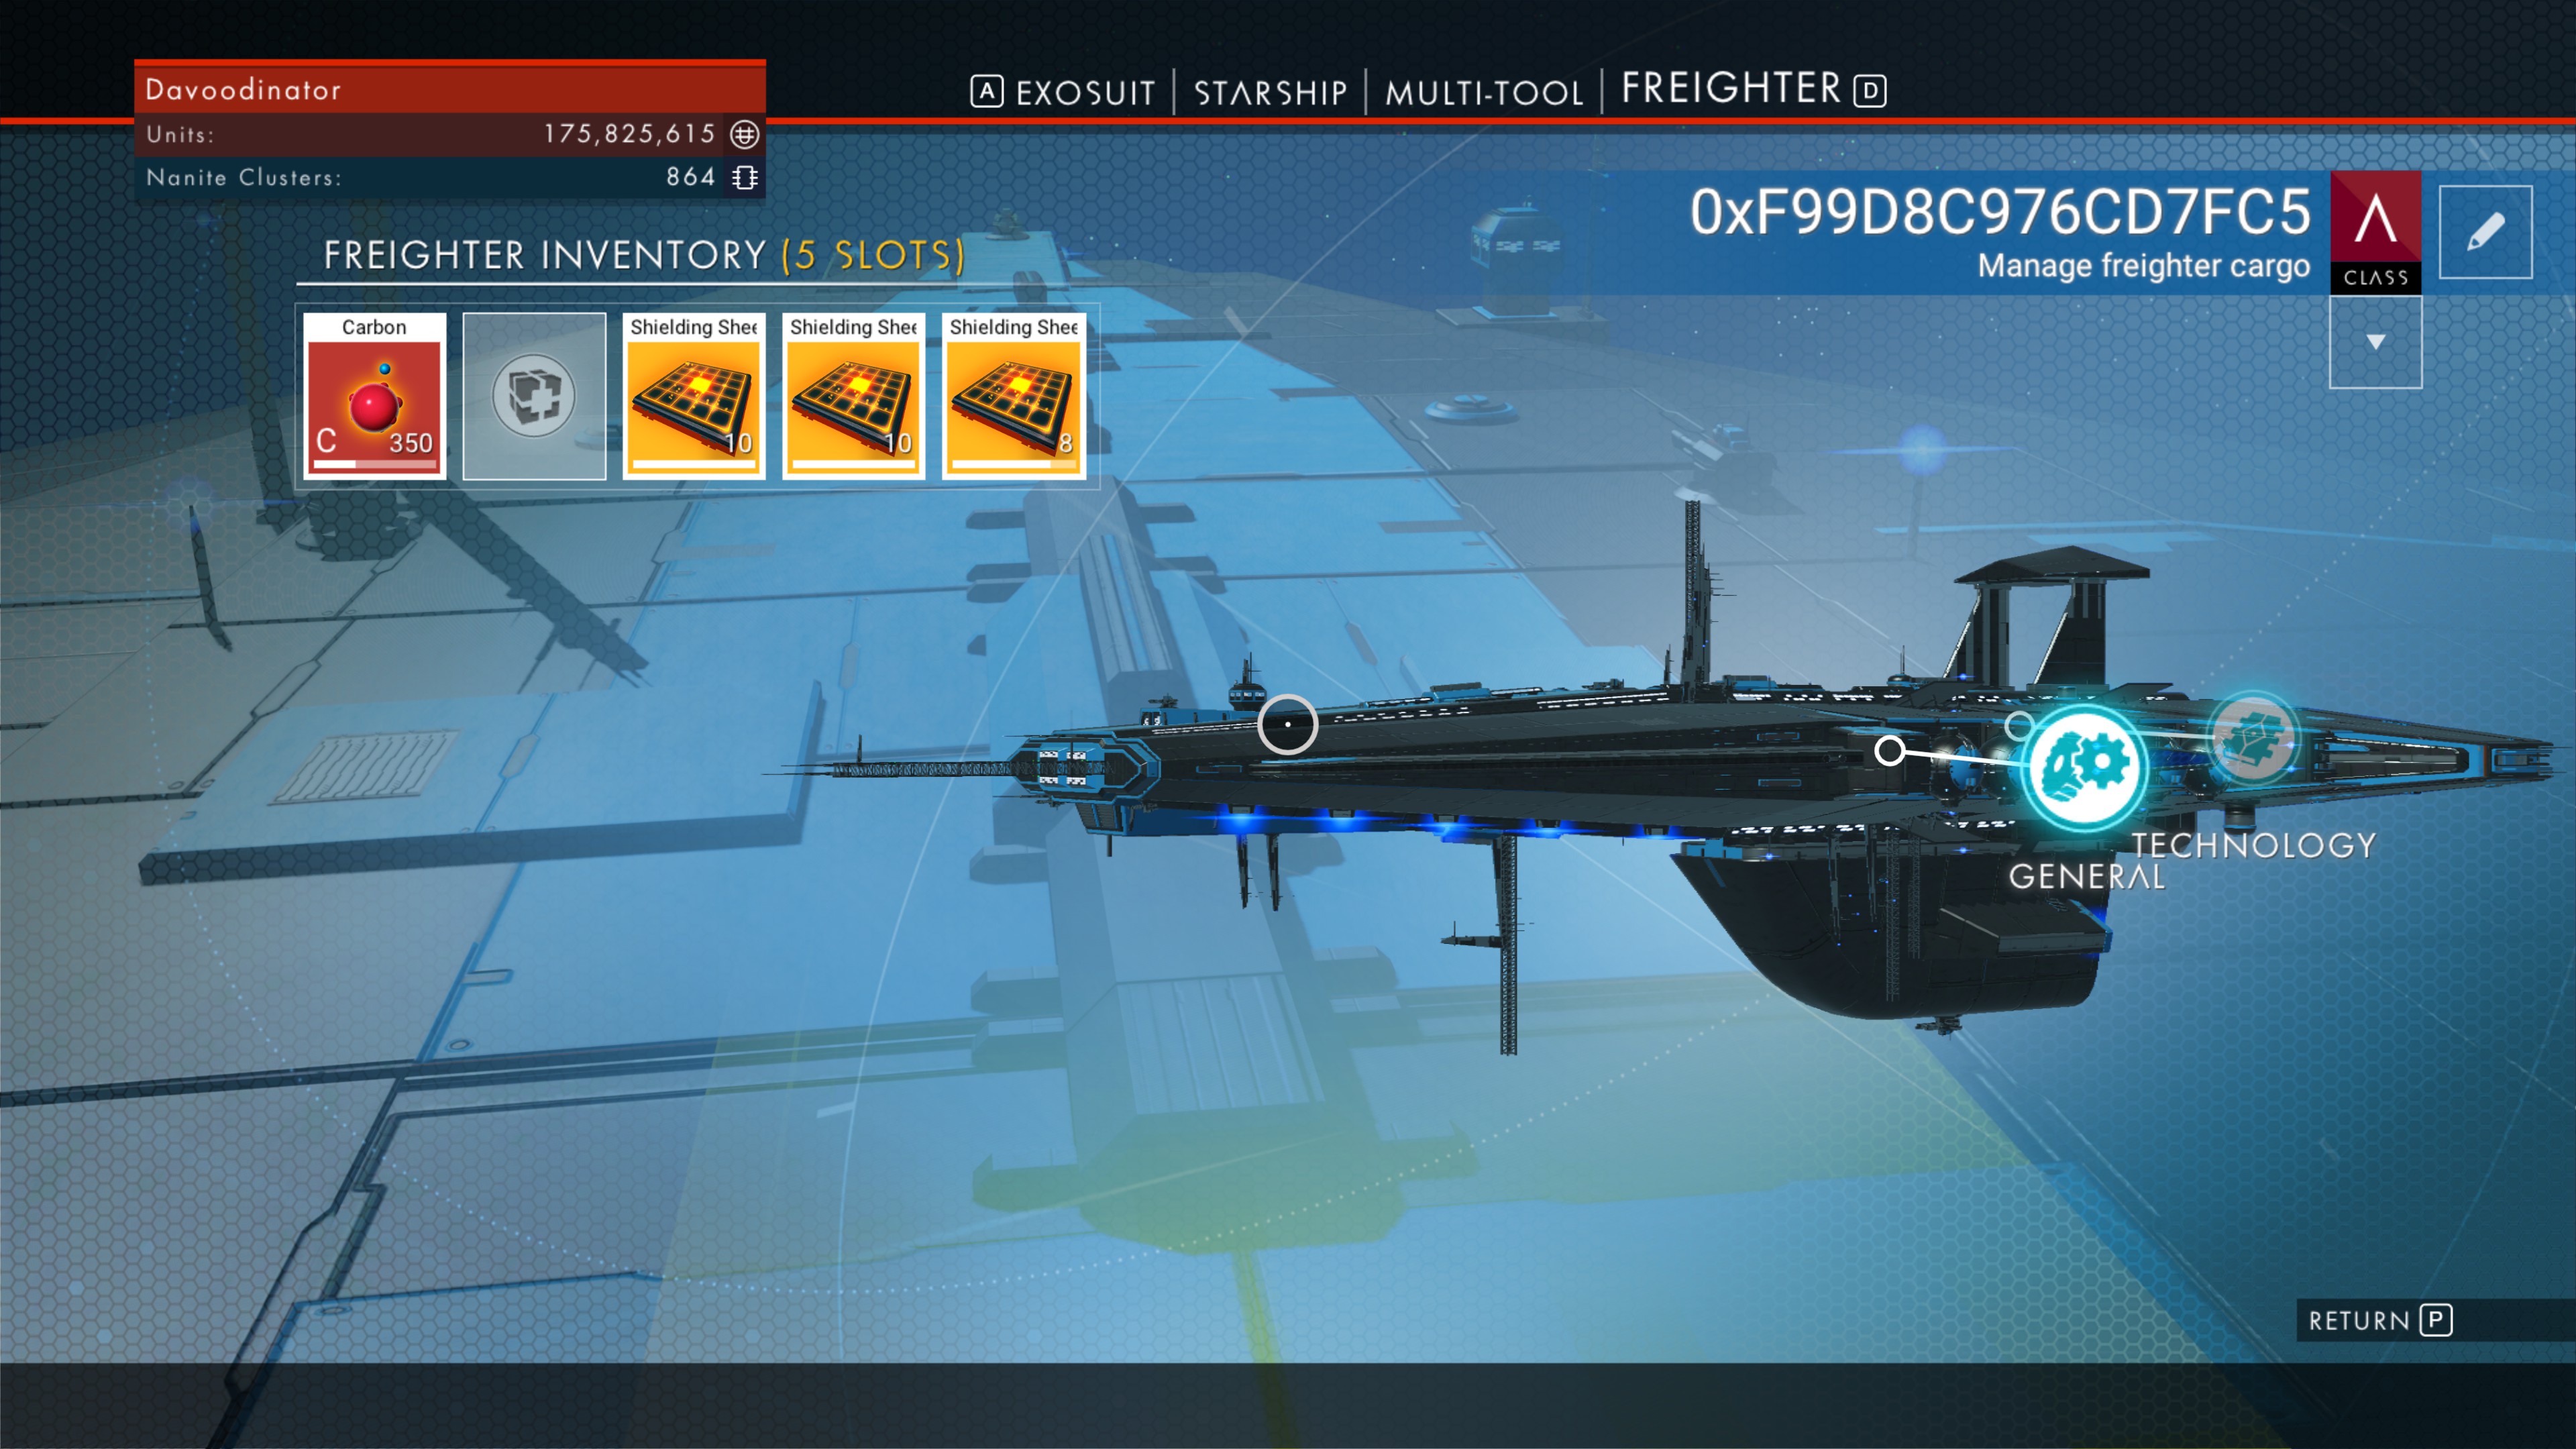 Davoodinator
Units: 175,825,615
Nanite Clusters: 864
A EXOSUIT STARSHIP MULTI-TOOL FREIGHTER D
0xF99D8C976CD7FC5
Manage freighter cargo
A
CLASS
FREIGHTER INVENTORY (5 SLOTS)
Carbon
C 350
Shielding Shee
10
Shielding Shee
10
Shielding Shee
8
TECHNOLOGY
GENERAL
RETURN P